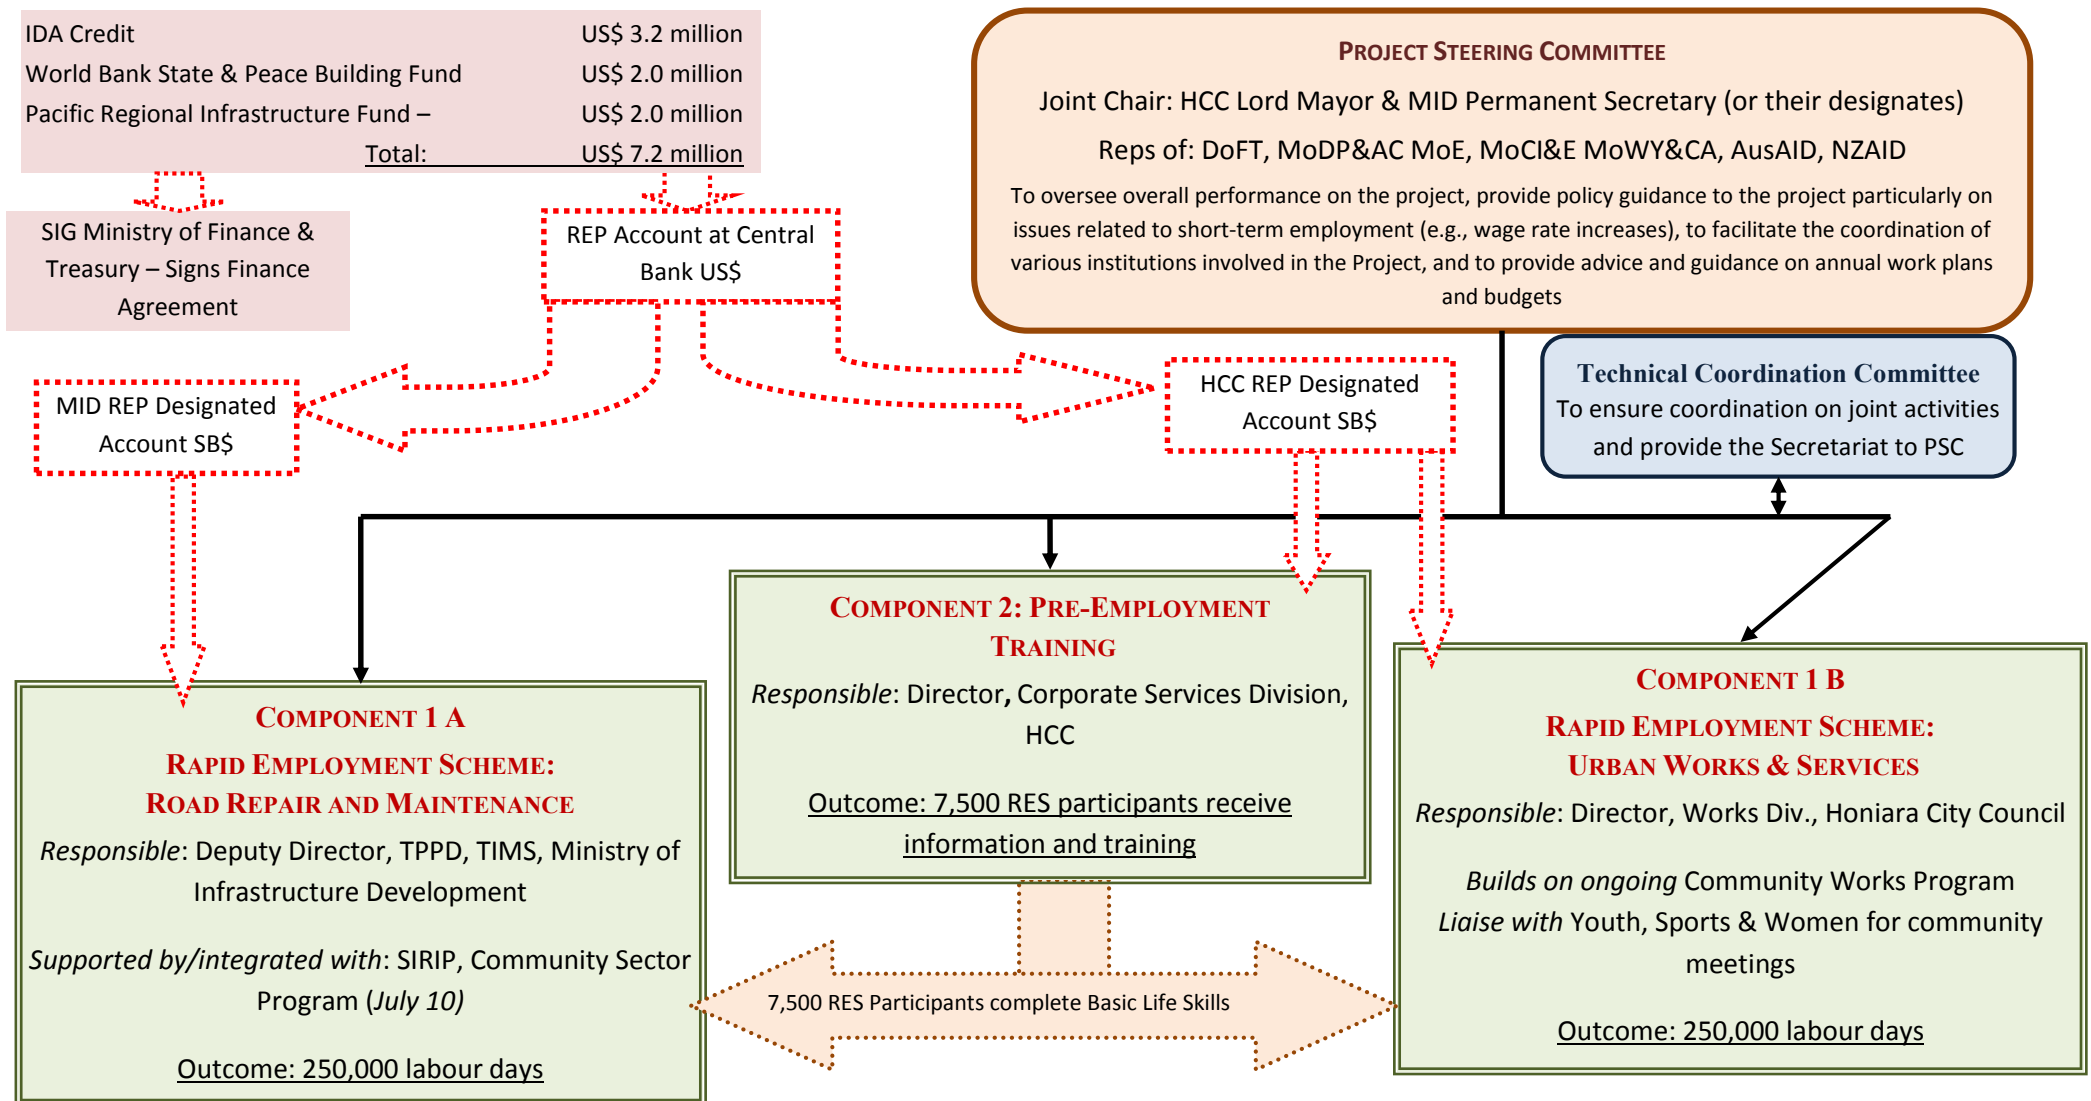 IDA Credit US$ 3.2 million
World Bank State & Peace Building Fund US$ 2.0 million
Pacific Regional Infrastructure Fund – US$ 2.0 million
Total: US$ 7.2 million
SIG Ministry of Finance &
Treasury – Signs Finance
Agreement
REP Account at Central
Bank US$
PROJECT STEERING COMMITTEE
Joint Chair: HCC Lord Mayor & MID Permanent Secretary (or their designates)
Reps of: DoFT, MoDP&AC MoE, MoCI&E MoWY&CA, AusAID, NZAID
To oversee overall performance on the project, provide policy guidance to the project particularly on
issues related to short-term employment (e.g., wage rate increases), to facilitate the coordination of
various institutions involved in the Project, and to provide advice and guidance on annual work plans
and budgets
MID REP Designated
Account SB$
HCC REP Designated
Account SB$
Technical Coordination Committee
To ensure coordination on joint activities
and provide the Secretariat to PSC
COMPONENT 1 A
RAPID EMPLOYMENT SCHEME:
ROAD REPAIR AND MAINTENANCE
Responsible: Deputy Director, TPPD, TIMS, Ministry of
Infrastructure Development
Supported by/integrated with: SIRIP, Community Sector
Program (July 10)
Outcome: 250,000 labour days
COMPONENT 2: PRE-EMPLOYMENT
TRAINING
Responsible: Director, Corporate Services Division,
HCC
Outcome: 7,500 RES participants receive
information and training
7,500 RES Participants complete Basic Life Skills
COMPONENT 1 B
RAPID EMPLOYMENT SCHEME:
URBAN WORKS & SERVICES
Responsible: Director, Works Div., Honiara City Council
Builds on ongoing Community Works Program
Liaise with Youth, Sports & Women for community
meetings
Outcome: 250,000 labour days